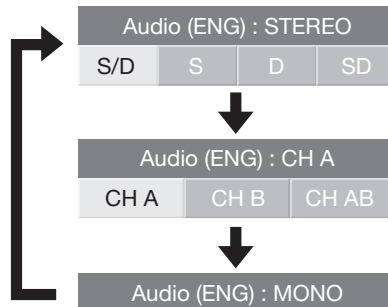 Audio (ENG) : STEREO
S/D S D SD
Audio (ENG) : CH A
CH A CH B CH AB
Audio (ENG) : MONO